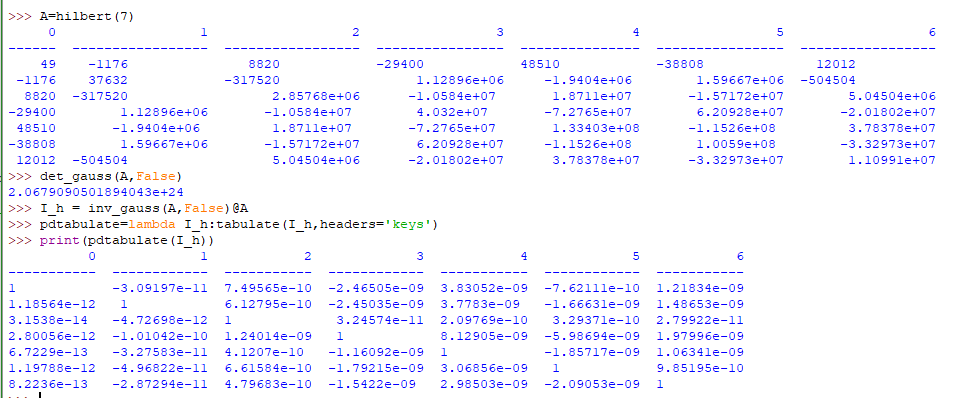 >>> A=hilbert(7)
0 1 2 3 4 5 6
------ ------------------ ------------------ ----------------- ----------------- ----------------- ------------------
49 -1176 8820 -29400 48510 -38808 12012
-1176 37632 -317520 1.12896e+06 -1.9404e+06 1.59667e+06 -504504
8820 -317520 2.85768e+06 -1.0584e+07 1.8711e+07 -1.57172e+07 5.04504e+06
-29400 1.12896e+06 -1.0584e+07 4.032e+07 -7.2765e+07 6.20928e+07 -2.01802e+07
48510 -1.9404e+06 1.8711e+07 -7.2765e+07 1.33403e+08 -1.1526e+08 3.78378e+07
-38808 1.59667e+06 -1.57172e+07 6.20928e+07 -1.1526e+08 1.0059e+08 -3.32973e+07
12012 -504504 5.04504e+06 -2.01802e+07 3.78378e+07 -3.32973e+07 1.10991e+07
>>> det_gauss(A,False)
2.0679090501894043e+24
>>> I_h = inv_gauss(A,False)@A
>>> pdtabulate=lambda I_h:tabulate(I_h,headers='keys')
>>> print(pdtabulate(I_h))
0 1 2 3 4 5 6
----------- ------------ ----------- ------------ ----------- ------------ -----------
1 -3.09197e-11 7.49565e-10 -2.46505e-09 3.83052e-09 -7.62111e-10 1.21834e-09
1.18564e-12 1 6.12795e-10 -2.45035e-09 3.7783e-09 -1.66631e-09 1.48653e-09
3.1538e-14 -4.72698e-12 1 3.24574e-11 2.09769e-10 3.29371e-10 2.79922e-11
2.80056e-12 -1.01042e-10 1.24014e-09 1 8.12905e-09 -5.98694e-09 1.97996e-09
6.7229e-13 -3.27583e-11 4.1207e-10 -1.16092e-09 1 -1.85717e-09 1.06341e-09
1.19788e-12 -4.96822e-11 6.61584e-10 -1.79215e-09 3.06856e-09 1 9.85195e-10
8.2236e-13 -2.87294e-11 4.79683e-10 -1.5422e-09 2.98503e-09 -2.09053e-09 1
>>>